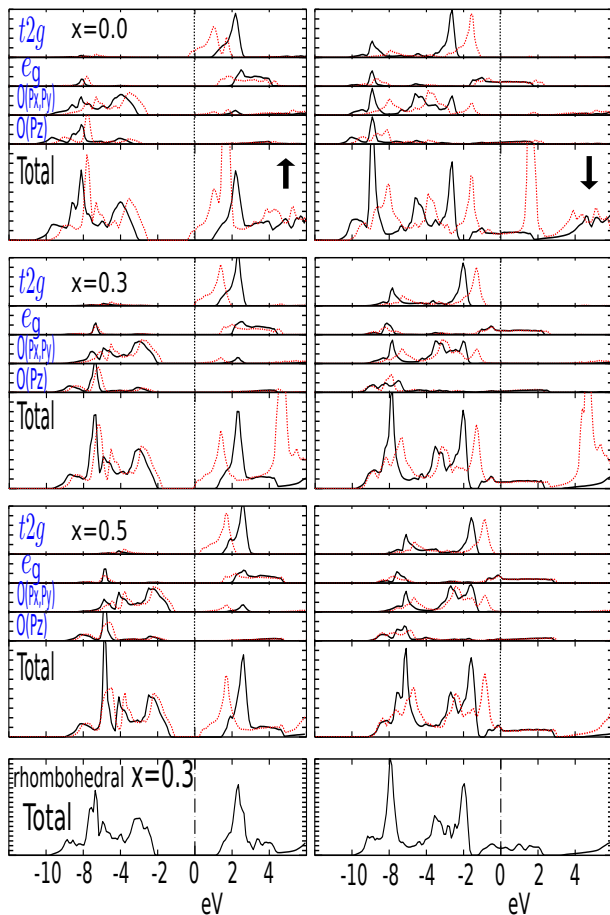 t2g x=0.0
eg
O(Px,Py)
O(Pz)
Total
t2g x=0.3
eg
O(Px,Py)
O(Pz)
Total
t2g x=0.5
eg
O(Px,Py)
O(Pz)
Total
rhombohedral x=0.3
Total
-10 -8 -6 -4 -2 0 2 4
-10 -8 -6 -4 -2 0 2 4
eV
eV